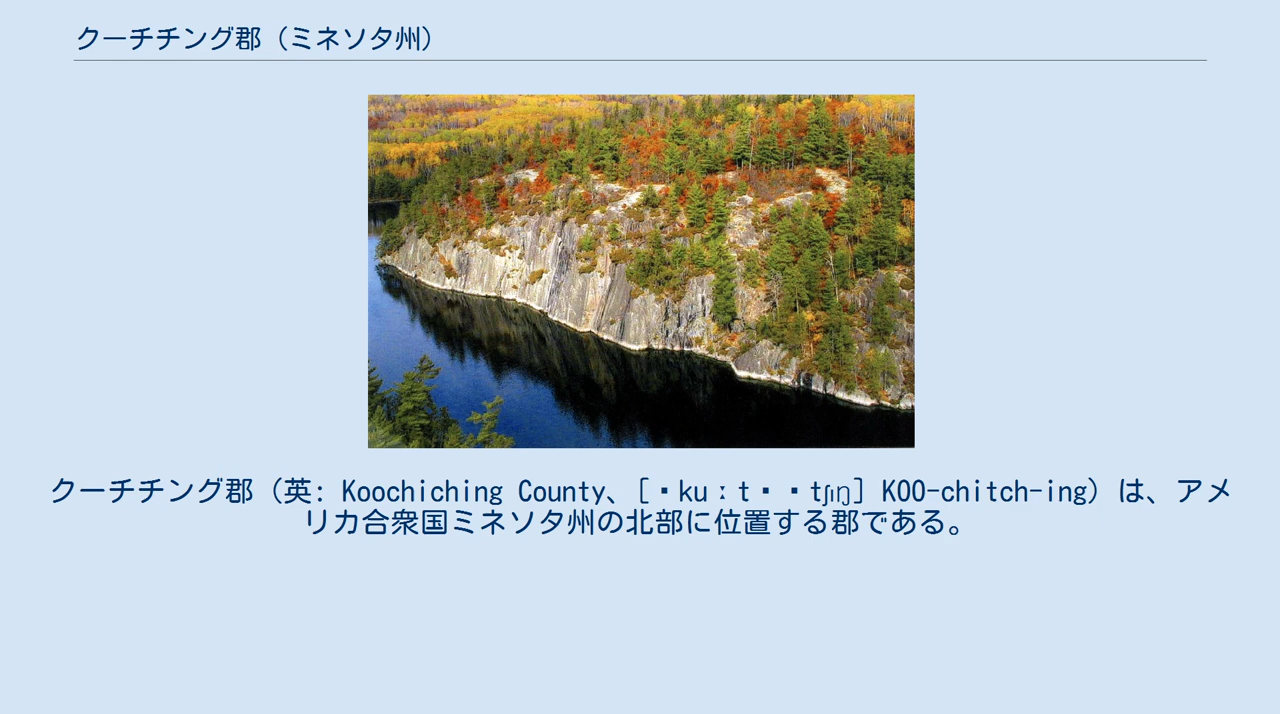 クーチチング郡（ミネソタ州）
クーチチング郡（英: Koochiching County、[・kuːt・・tʃɪŋ] KOO-chitch-ing）は、アメ
リカ合衆国ミネソタ州の北部に位置する郡である。